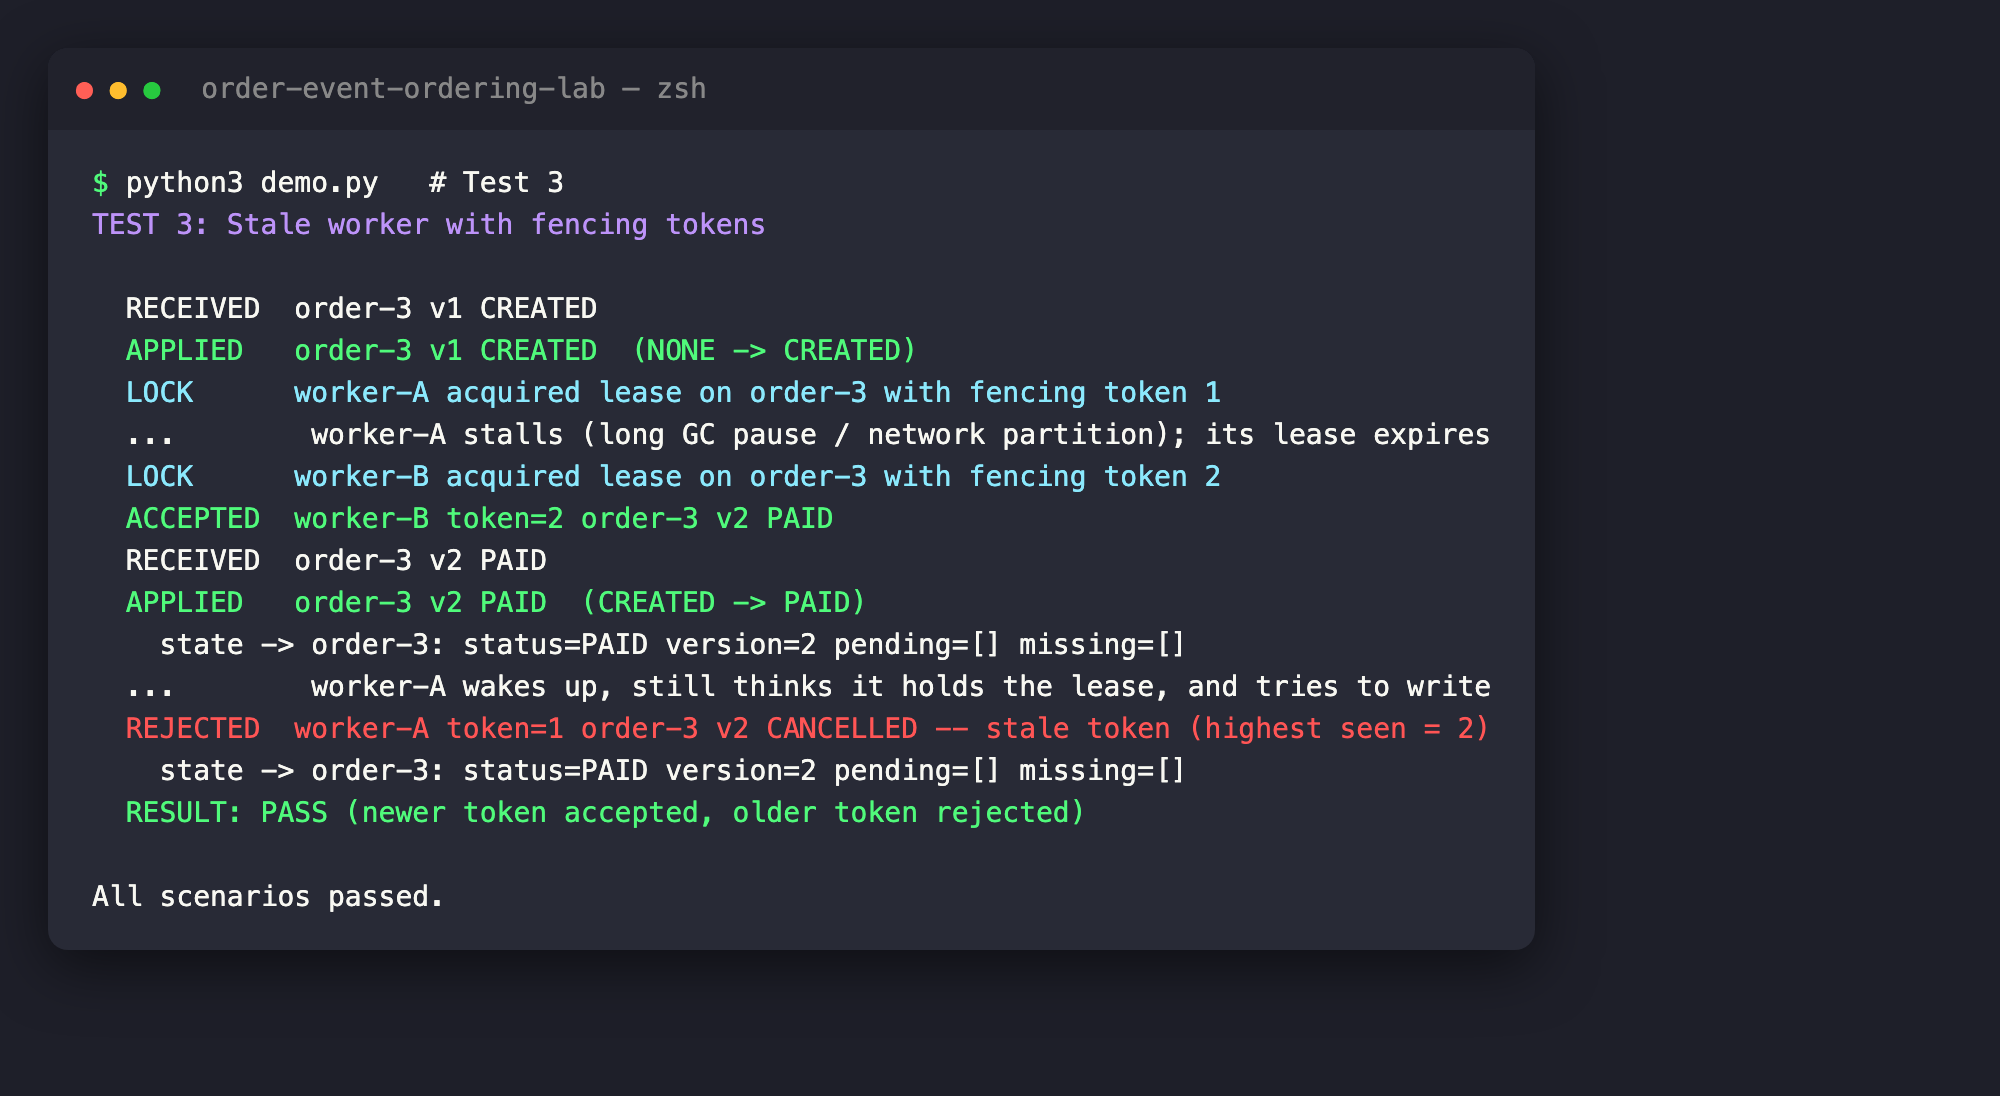 order-event-ordering-lab — zsh
$ python3 demo.py   # Test 3
TEST 3: Stale worker with fencing tokens
RECEIVED  order-3 v1 CREATED
APPLIED   order-3 v1 CREATED  (NONE -> CREATED)
LOCK      worker-A acquired lease on order-3 with fencing token 1
...        worker-A stalls (long GC pause / network partition); its lease expires
LOCK      worker-B acquired lease on order-3 with fencing token 2
ACCEPTED  worker-B token=2 order-3 v2 PAID
RECEIVED  order-3 v2 PAID
APPLIED   order-3 v2 PAID  (CREATED -> PAID)
state -> order-3: status=PAID version=2 pending=[] missing=[]
...        worker-A wakes up, still thinks it holds the lease, and tries to write
REJECTED  worker-A token=1 order-3 v2 CANCELLED -- stale token (highest seen = 2)
state -> order-3: status=PAID version=2 pending=[] missing=[]
RESULT: PASS (newer token accepted, older token rejected)
All scenarios passed.